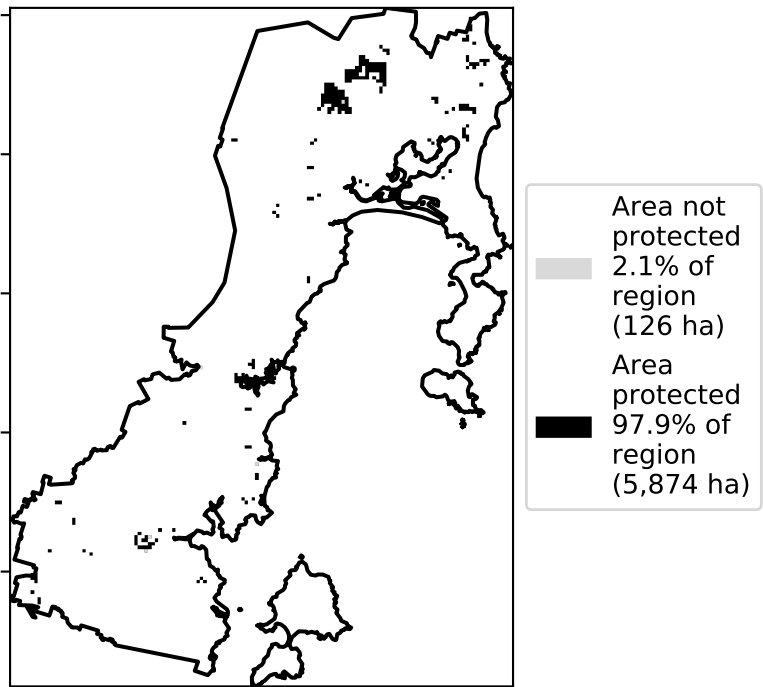 Area not
protected
2.1% of
region
(126 ha)
Area
protected
97.9% of
region
(5,874 ha)